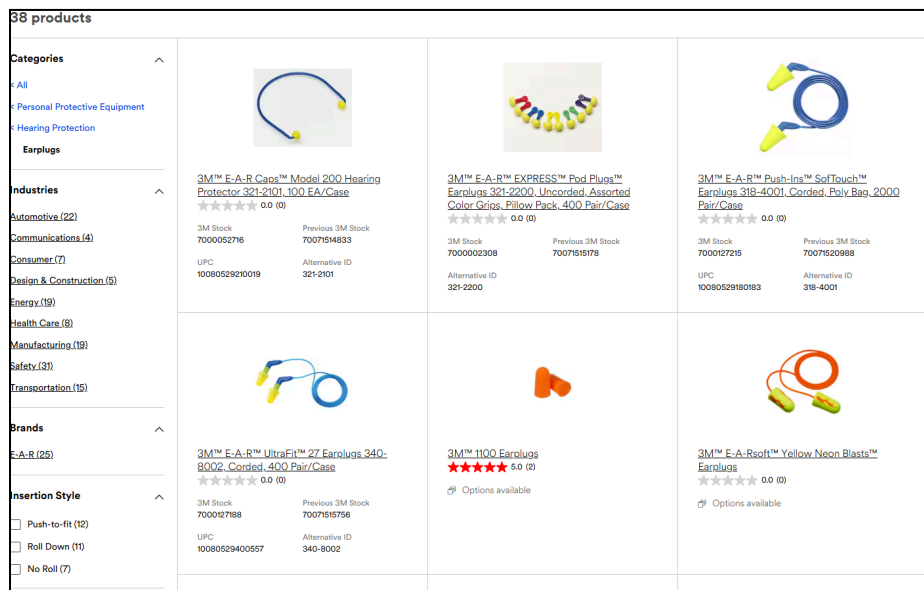 38 products
Categories
< All
< Personal Protective Equipment
< Hearing Protection
Earplugs
Industries
Automotive (22)
Communications (4)
Consumer (7)
Design & Construction (5)
Energy (19)
Health Care (8)
Manufacturing (19)
Safety (31)
Transportation (15)
Brands
E-A-R (25)
Insertion Style
Push-to-fit (12)
Roll Down (11)
No Roll (7)
3M™ E-A-R Caps™ Model 200 Hearing
Protector 321-2101, 100 EA/Case
0.0 (0)
3M Stock Previous 3M Stock
7000052716 70071514833
UPC Alternative ID
10080529210019 321-2101
3M™ E-A-R™ EXPRESS™ Pod Plugs™
Earplugs 321-2200, Uncorded, Assorted
Color Grips, Pillow Pack, 400 Pair/Case
0.0 (0)
3M Stock Previous 3M Stock
7000002308 70071515178
Alternative ID
321-2200
3M™ E-A-R™ Push-Ins™ SofTouch™
Earplugs 318-4001, Corded, Poly Bag, 2000
Pair/Case
0.0 (0)
3M Stock Previous 3M Stock
7000127215 70071520988
UPC Alternative ID
10080529180183 318-4001
3M™ E-A-R™ UltraFit™ 27 Earplugs 340-
8002, Corded, 400 Pair/Case
0.0 (0)
3M Stock Previous 3M Stock
7000127188 70071515756
UPC Alternative ID
10080529400557 340-8002
3M™ 1100 Earplugs
5.0 (2)
Options available
3M™ E-A-Rsoft™ Yellow Neon Blasts™
Earplugs
0.0 (0)
Options available